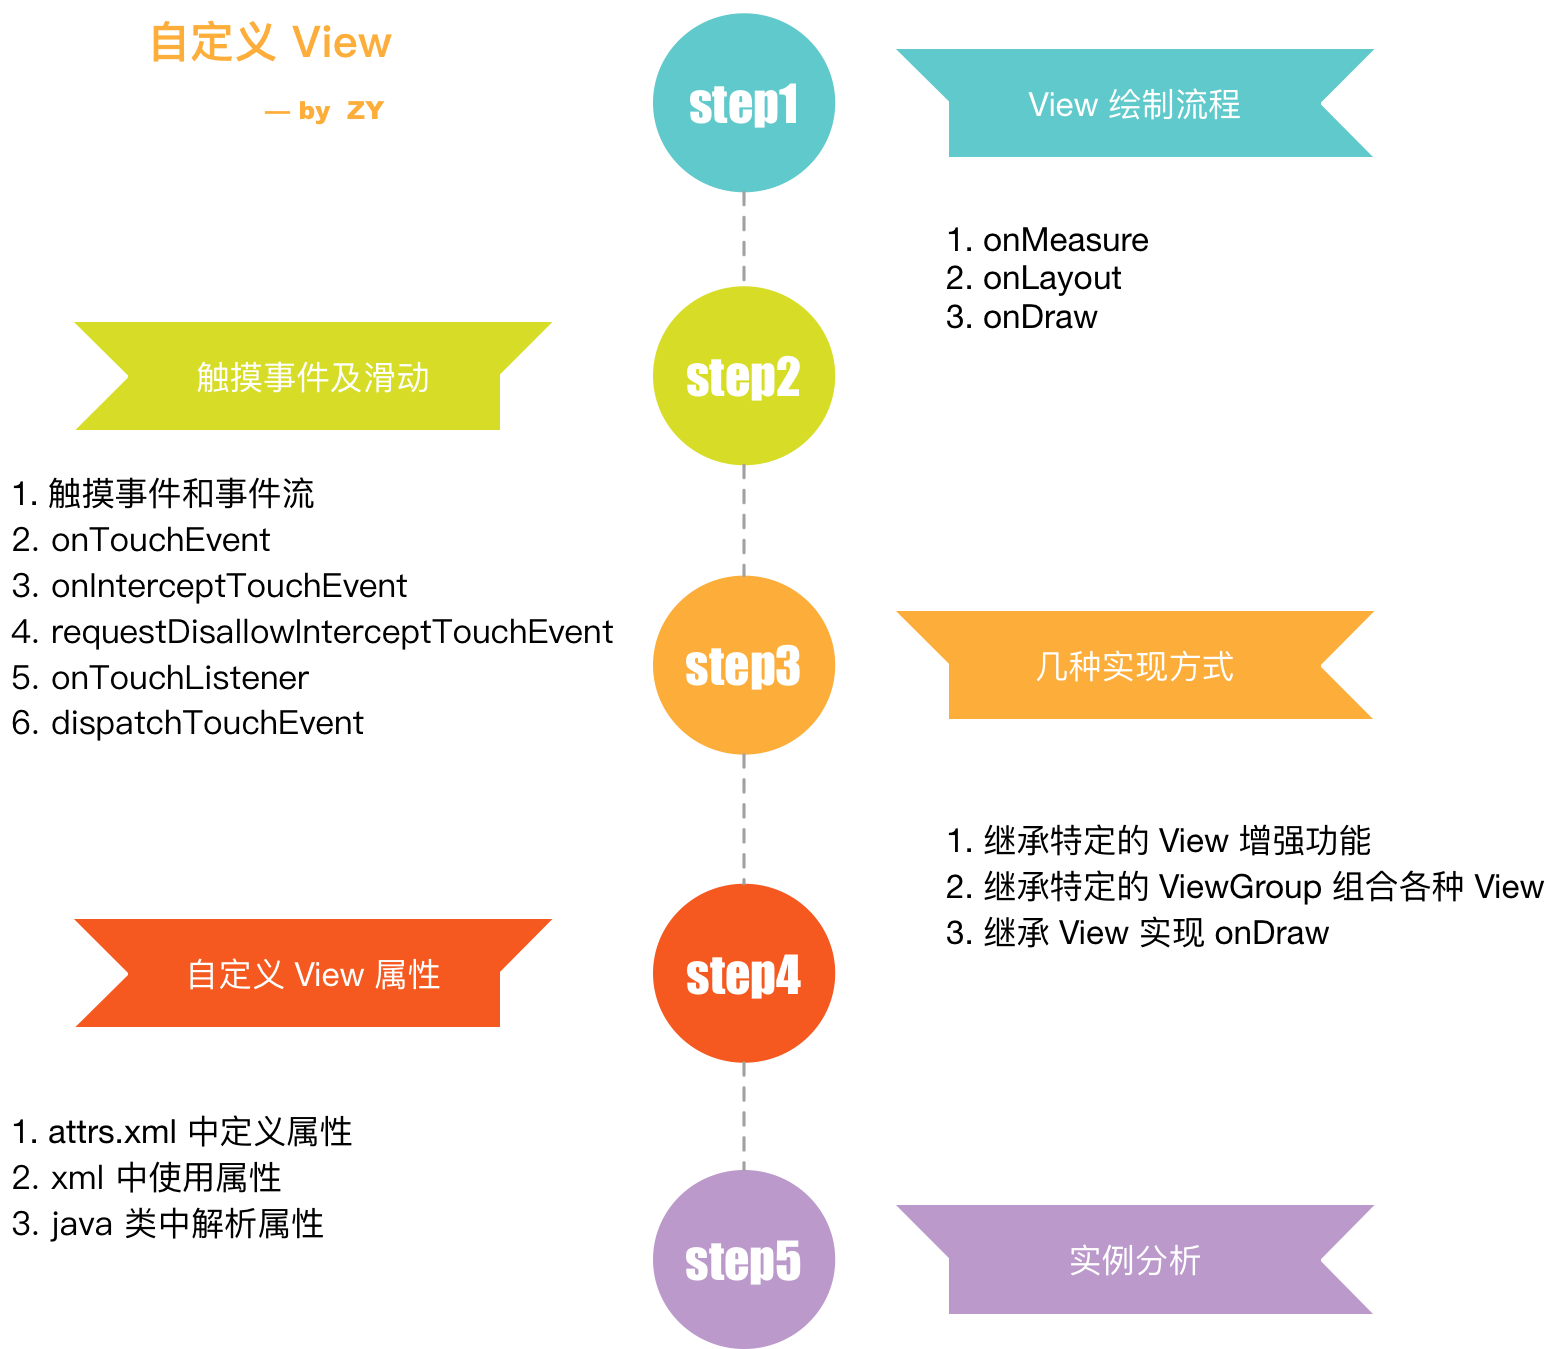 自定义 View
— by ZY
step1
View 绘制流程
1. onMeasure
2. onLayout
3. onDraw
step2
触摸事件及滑动
1. 触摸事件和事件流
2. onTouchEvent
3. onInterceptTouchEvent
4. requestDisallowInterceptTouchEvent
5. onTouchListener
6. dispatchTouchEvent
step3
几种实现方式
1. 继承特定的 View 增强功能
2. 继承特定的 ViewGroup 组合各种 View
3. 继承 View 实现 onDraw
step4
自定义 View 属性
1. attrs.xml 中定义属性
2. xml 中使用属性
3. java 类中解析属性
step5
实例分析